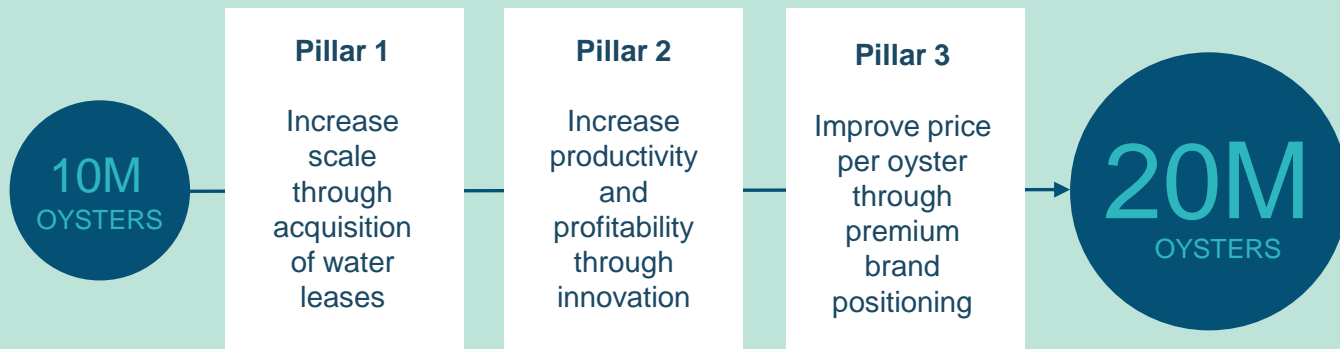 10M
OYSTERS
Pillar 1
Increase
scale
through
acquisition
of water
leases
Pillar 2
Increase
productivity
and
profitability
through
innovation
Pillar 3
Improve price
per oyster
through
premium
brand
positioning
20M
OYSTERS